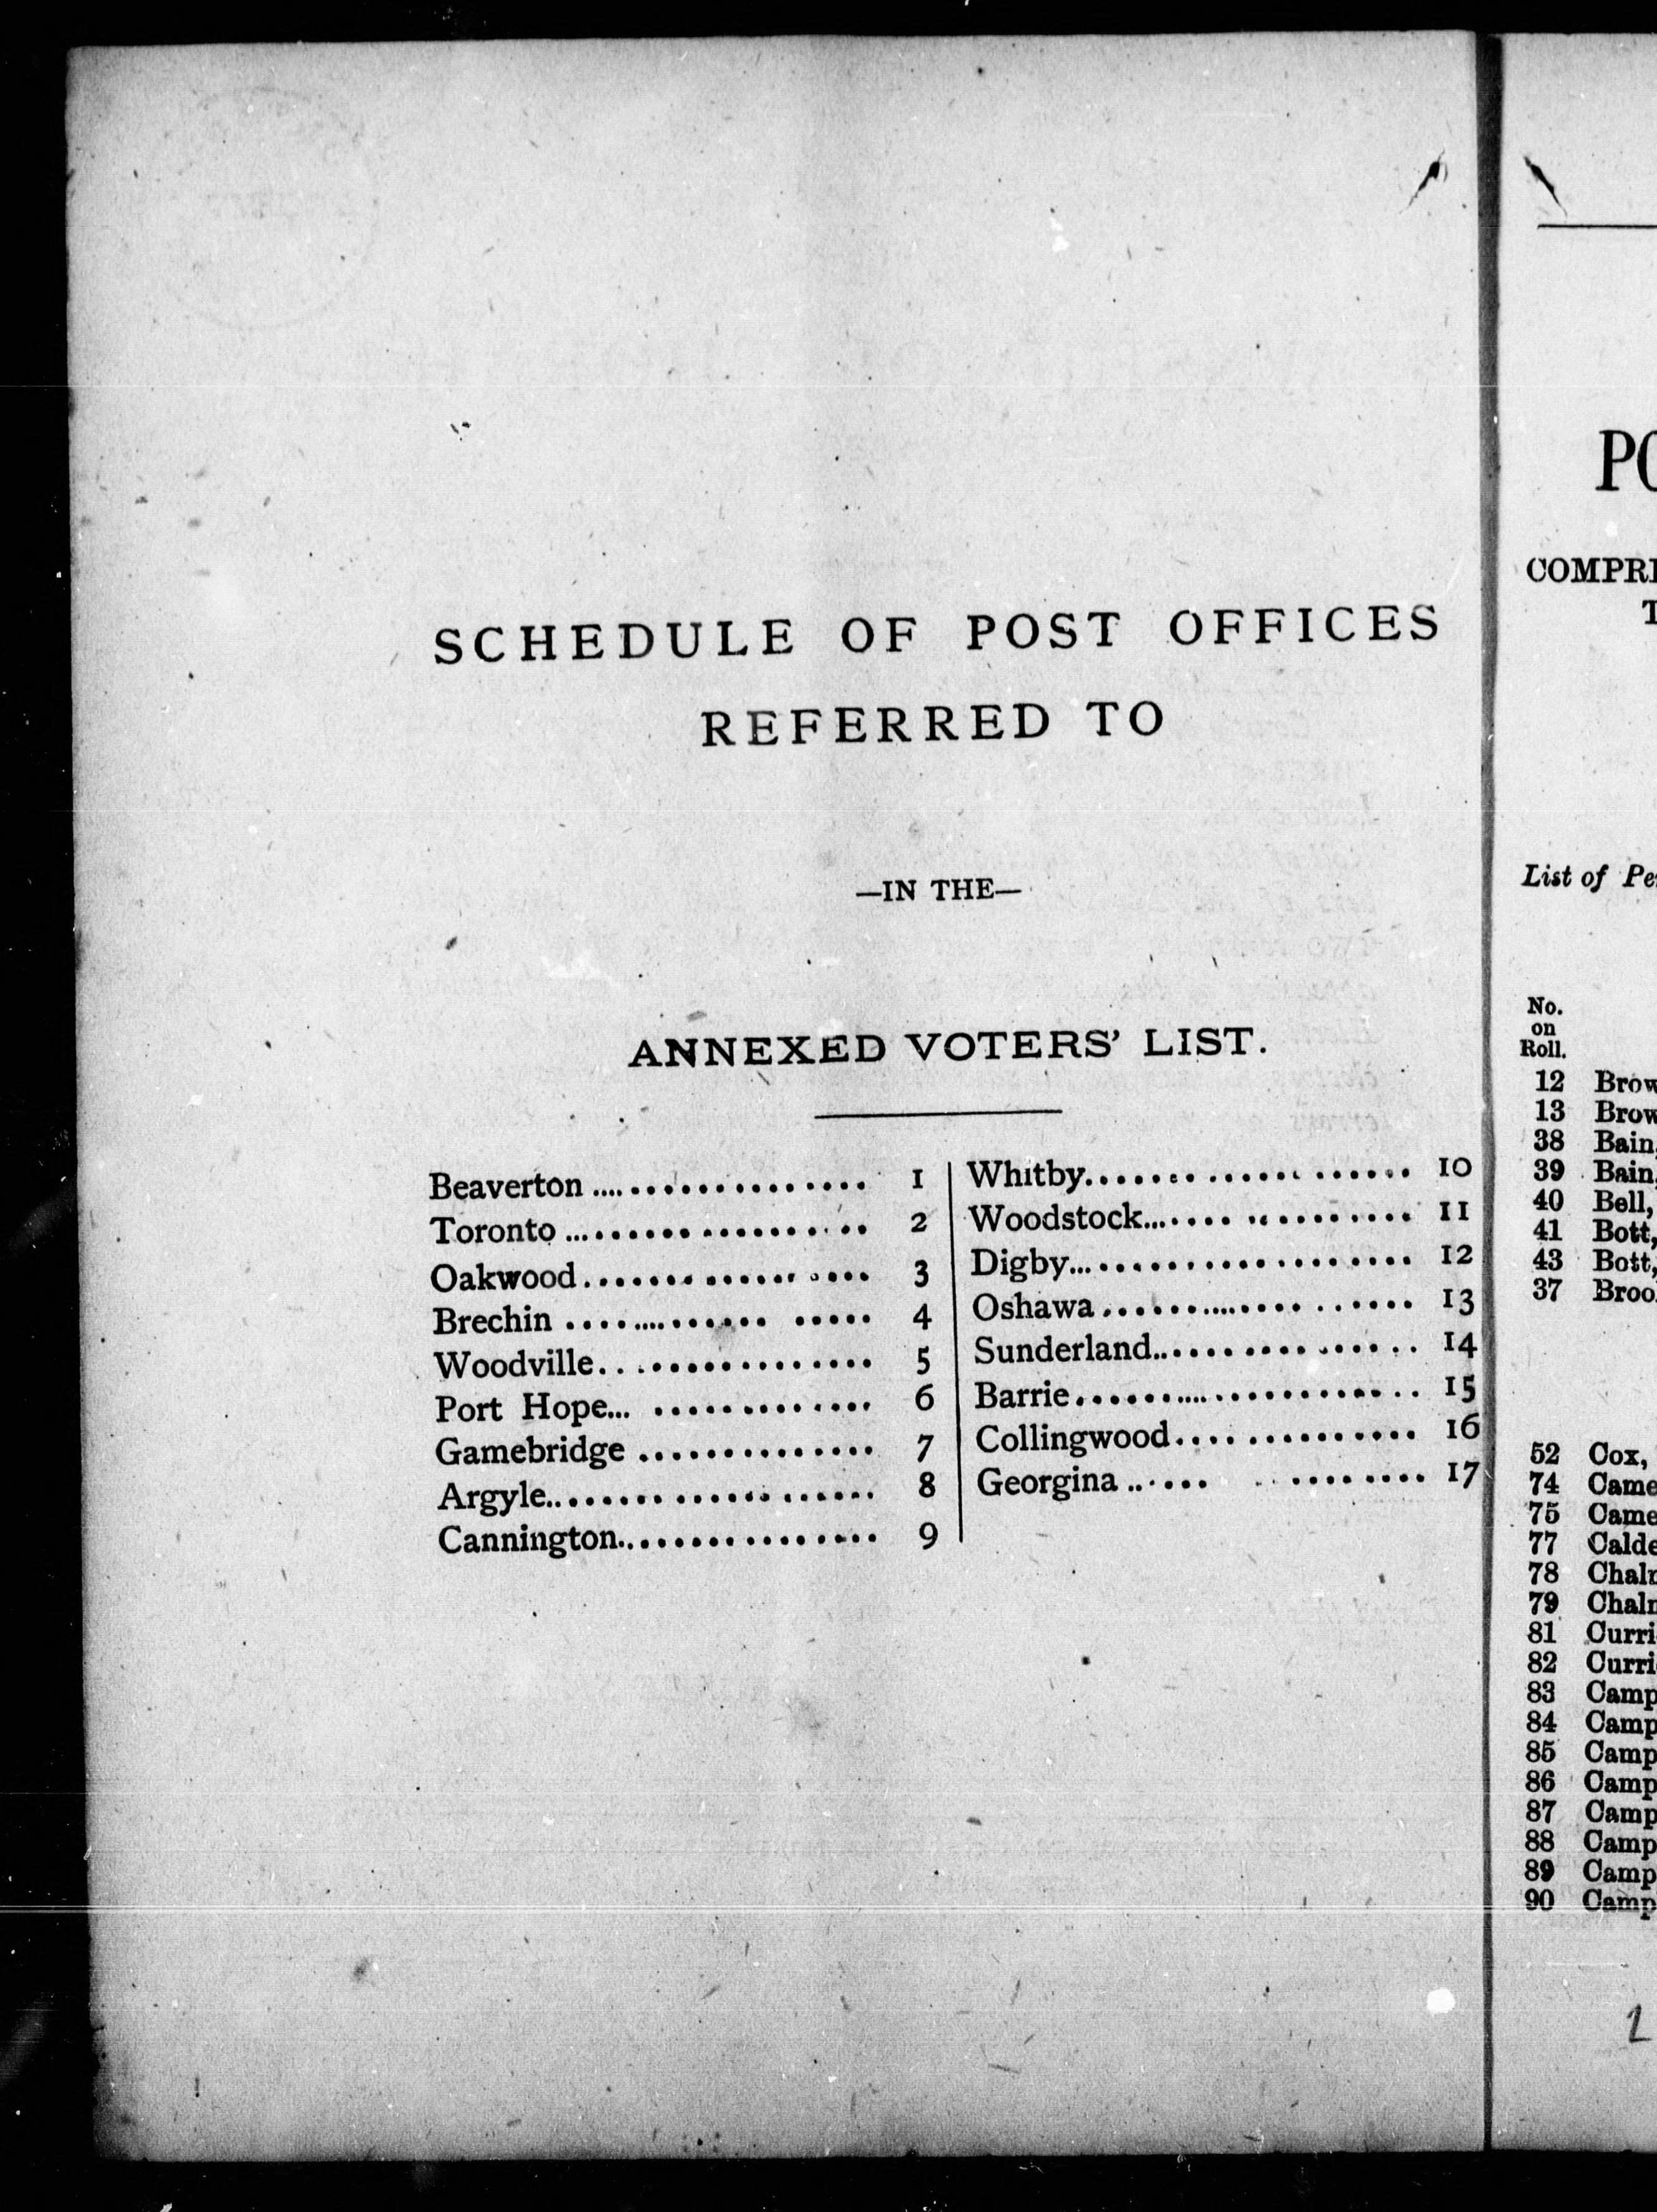 SCHEDULE OF POST OFFICES
REFERRED TO
—IN THE—
ANNEXED VOTERS' LIST.
Beaverton .................. 1
Toronto .................. 2
Oakwood .................. 3
Brechin .................. 4
Woodville .................. 5
Port Hope .................. 6
Gamebridge .................. 7
Argyle .................. 8
Cannington .................. 9
Whitby .................. 10
Woodstock .................. 11
Digby .................. 12
Oshawa .................. 13
Sunderland .................. 14
Barrie .................. 15
Collingwood .................. 16
Georgina .................. 17
PO
COMPRI
T
List of Pe
No.
on
Roll.
12 Brow
13 Brow
38 Bain,
39 Bain,
40 Bell,
41 Bott,
43 Bott,
37 Broo
52 Cox,
74 Came
75 Came
77 Calde
78 Chalm
79 Chalm
81 Curri
82 Curri
83 Camp
84 Camp
85 Camp
86 Camp
87 Camp
88 Camp
89 Camp
90 Camp